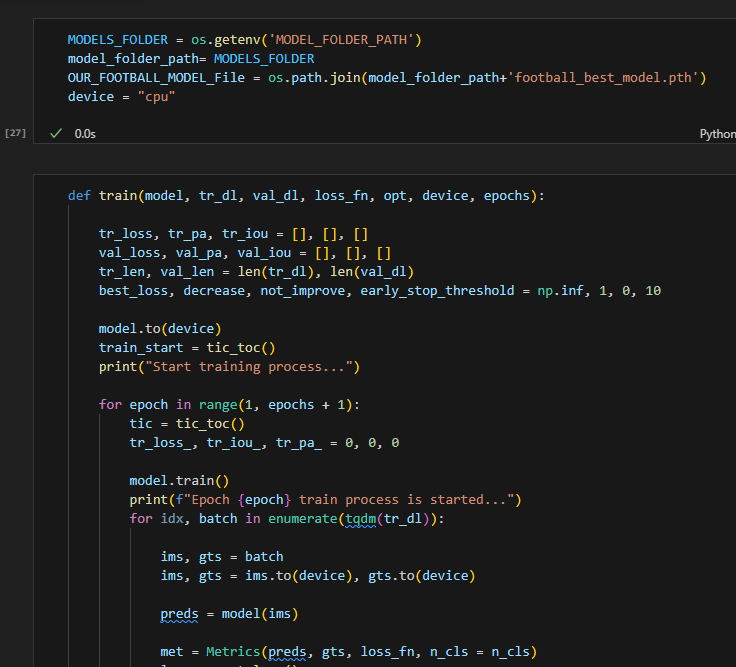 MODELS_FOLDER = os.getenv('MODEL_FOLDER_PATH')
model_folder_path= MODELS_FOLDER
OUR_FOOTBALL_MODEL_File = os.path.join(model_folder_path+'football_best_model.pth')
device = "cpu"
[27] ✓ 0.0s Python
def train(model, tr_dl, val_dl, loss_fn, opt, device, epochs):
tr_loss, tr_pa, tr_iou = [], [], []
val_loss, val_pa, val_iou = [], [], []
tr_len, val_len = len(tr_dl), len(val_dl)
best_loss, decrease, not_improve, early_stop_threshold = np.inf, 1, 0, 10
model.to(device)
train_start = tic_toc()
print("Start training process...")
for epoch in range(1, epochs + 1):
tic = tic_toc()
tr_loss_, tr_iou_, tr_pa_ = 0, 0, 0
model.train()
print(f"Epoch {epoch} train process is started...")
for idx, batch in enumerate(tqdm(tr_dl)):
ims, gts = batch
ims, gts = ims.to(device), gts.to(device)
preds = model(ims)
met = Metrics(preds, gts, loss_fn, n_cls = n_cls)